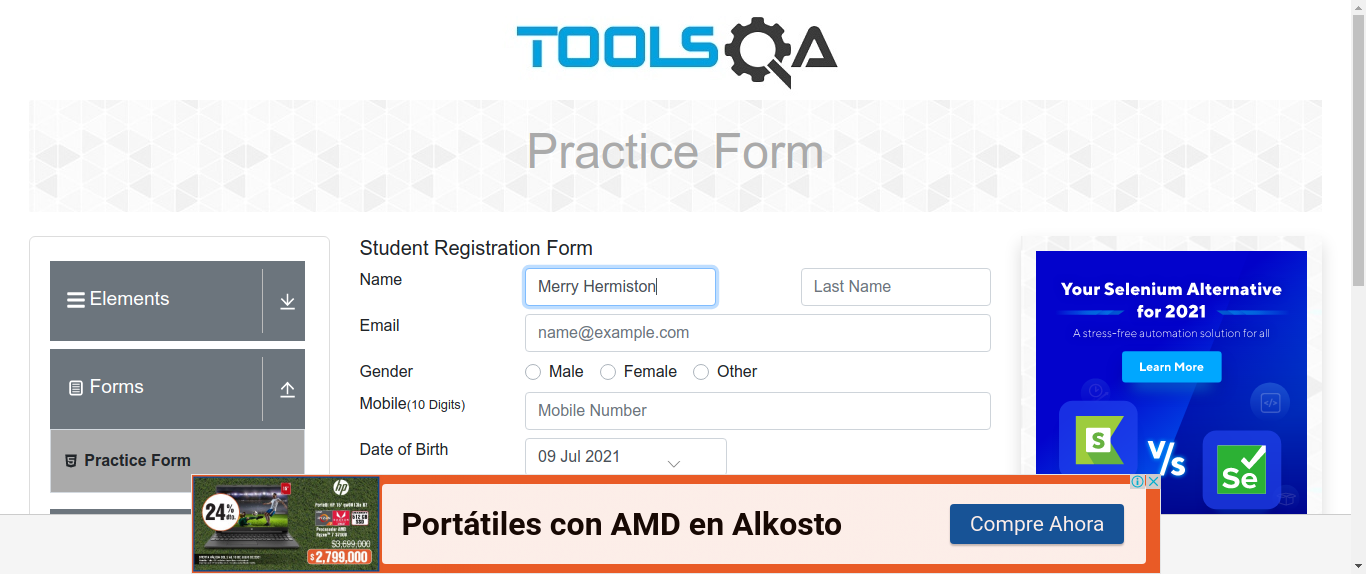 TOOLSQA
Practice Form
Elements
Forms
Practice Form
Student Registration Form
Name
Merry Hermiston
Last Name
Email
name@example.com
Gender
Male
Female
Other
Mobile(10 Digits)
Mobile Number
Date of Birth
09 Jul 2021
Your Selenium Alternative
for 2021
A stress-free automation solution for all
Learn More
S
V/s
Se
24% dto.
hp
$3,699,000
$2,799,000
Portátiles con AMD en Alkosto
Compre Ahora